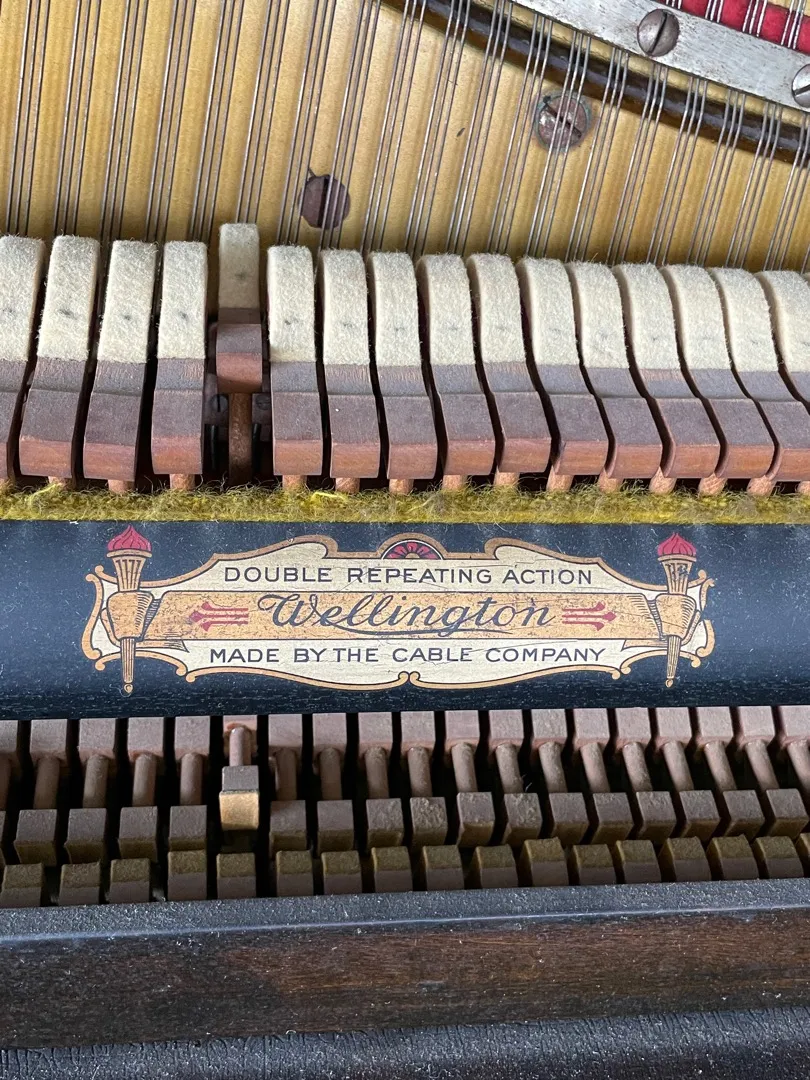 DOUBLE REPEATING ACTION
Wellington
MADE BY THE CABLE COMPANY